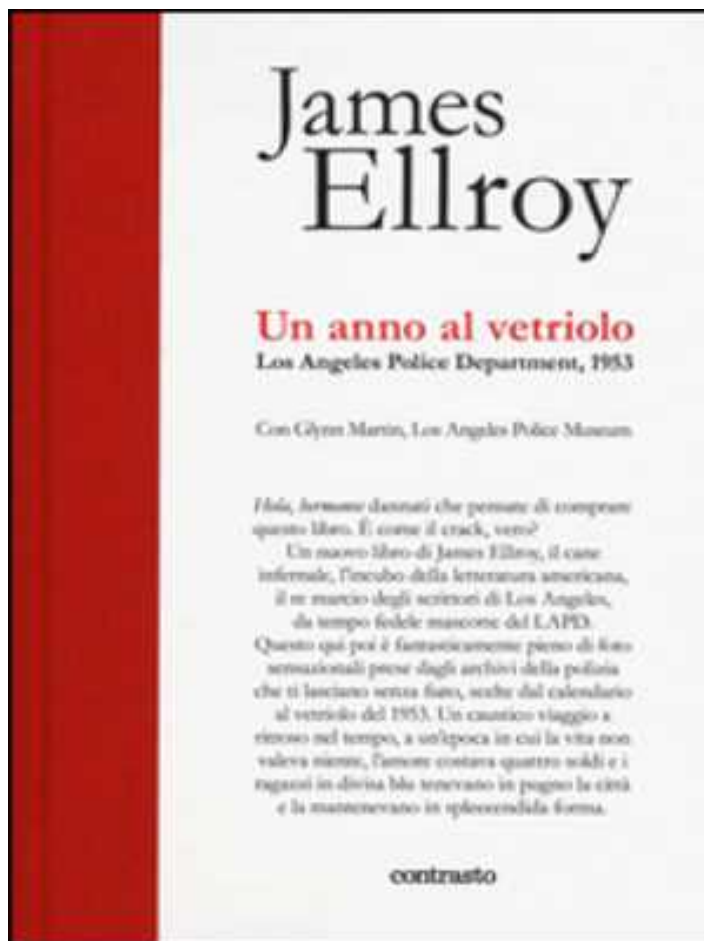 James
Ellroy
Un anno al vetriolo
Los Angeles Police Department, 1953
Con Glynn Martin, Los Angeles Police Museum
Hola, hermano dannati che pensate di comprare
questo libro. È come il crack, vero?
Un nuovo libro di James Ellroy, il cane
infernale, l'incubo della letteratura americana,
il re marcio degli scrittori di Los Angeles,
da tempo fedele mascotte del LAPD.
Questo qui poi è fantasticamente pieno di foto
sensazionali prese dagli archivi della polizia
che ti lasciano senza fiato, scelte dal calendario
al vetriolo del 1953. Un caustico viaggio a
ritroso nel tempo, a un'epoca in cui la vita non
valeva niente, l'amore costava quattro soldi e i
ragazzi in divisa blu tenevano in pugno la città
e la mantenevano in spleeendida forma.
contrasto